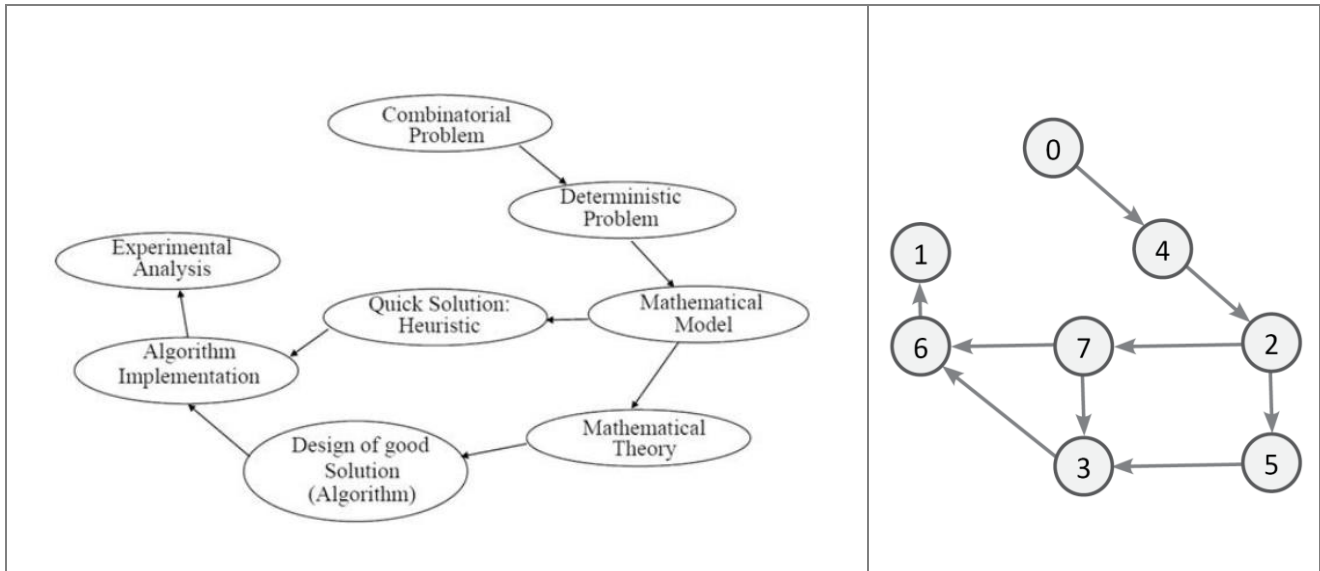 Combinatorial
Problem
Deterministic
Problem
Experimental
Analysis
Quick Solution:
Heuristic
Mathematical
Model
Algorithm
Implementation
Mathematical
Theory
Design of good
Solution
(Algorithm)
0
4
1
6
7
2
3
5